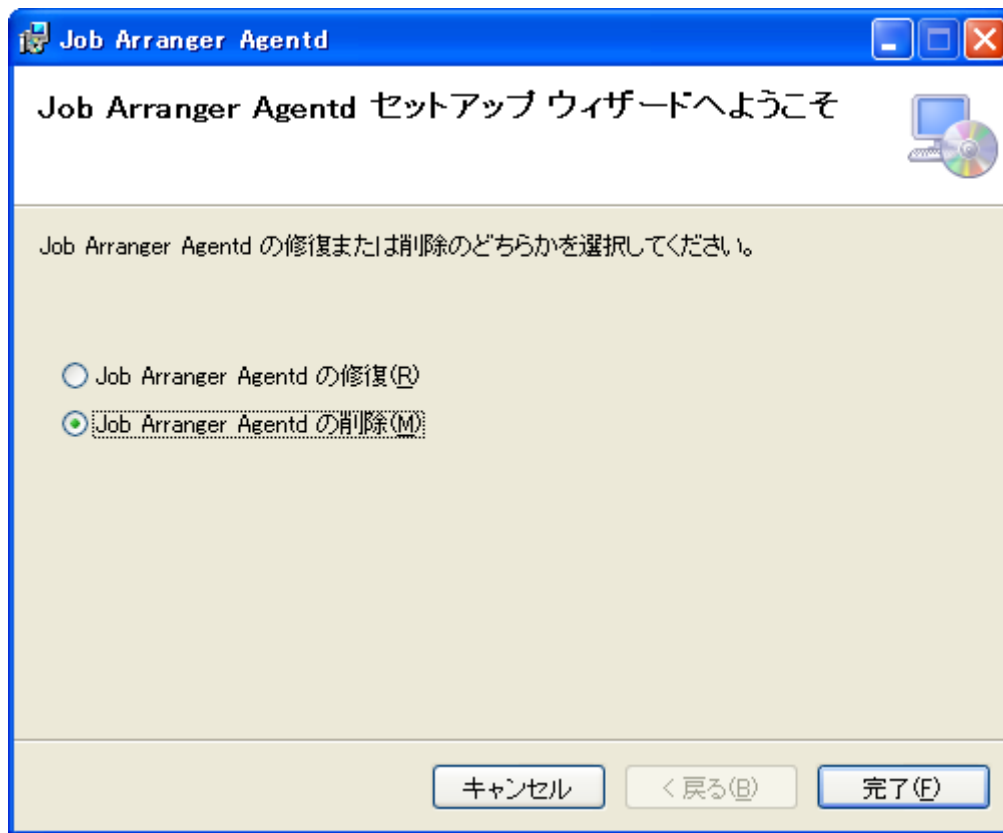 Job Arranger Agentd
Job Arranger Agentd セットアップ ウィザードへようこそ
Job Arranger Agentd の修復または削除のどちらかを選択してください。
Job Arranger Agentd の修復(R)
Job Arranger Agentd の削除(M)
キャンセル < 戻る(B) 完了(F)